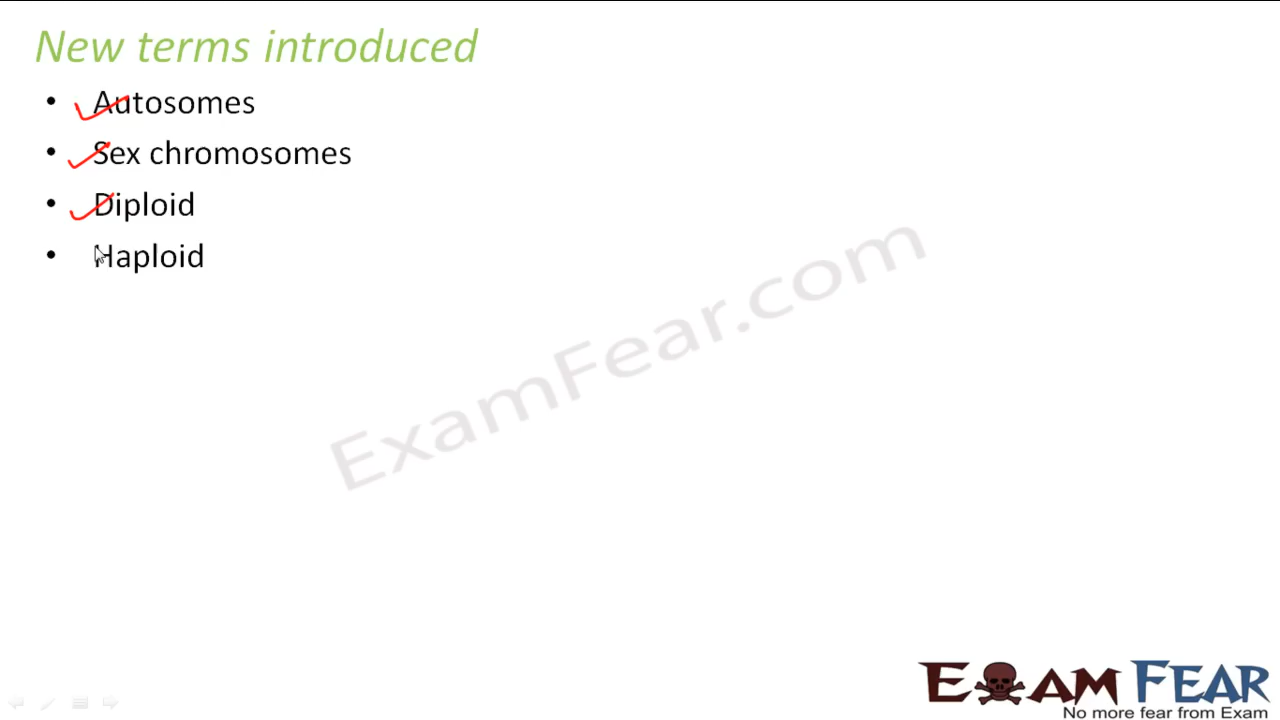 New terms introduced
• Autosomes
• Sex chromosomes
• Diploid
• Haploid
ExamFear.com
EXAM FEAR
No more fear from Exam